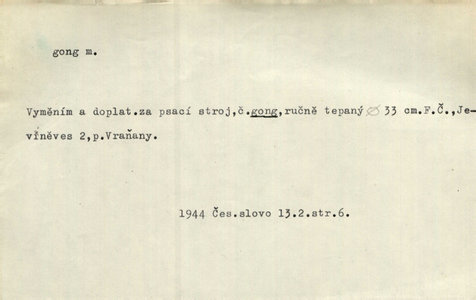 gong m.
Vyměním a doplat.za psací stroj,č.gong,ručně tepaný ∅ 33 cm.F.Č.,Je-
víněves 2,p.Vraňany.
1944 Čes.slovo 13.2.str.6.